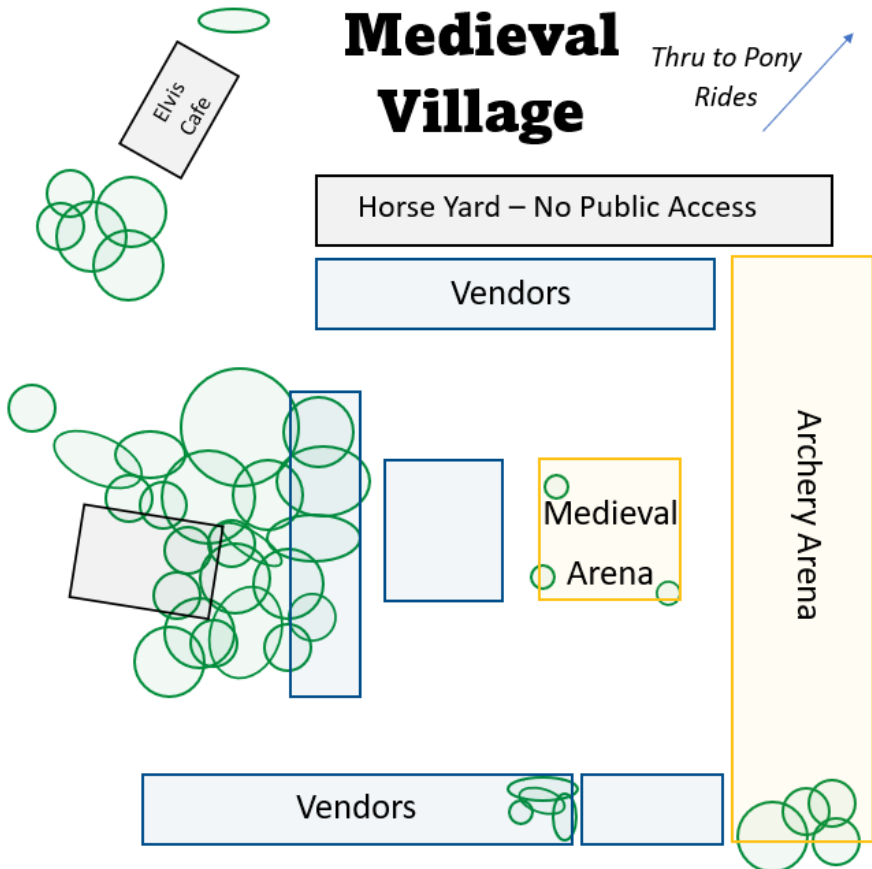 Medieval
Village
Thru to Pony
Rides
Elvis
Cafe
Horse Yard – No Public Access
Vendors
Archery Arena
Medieval
Arena
Vendors